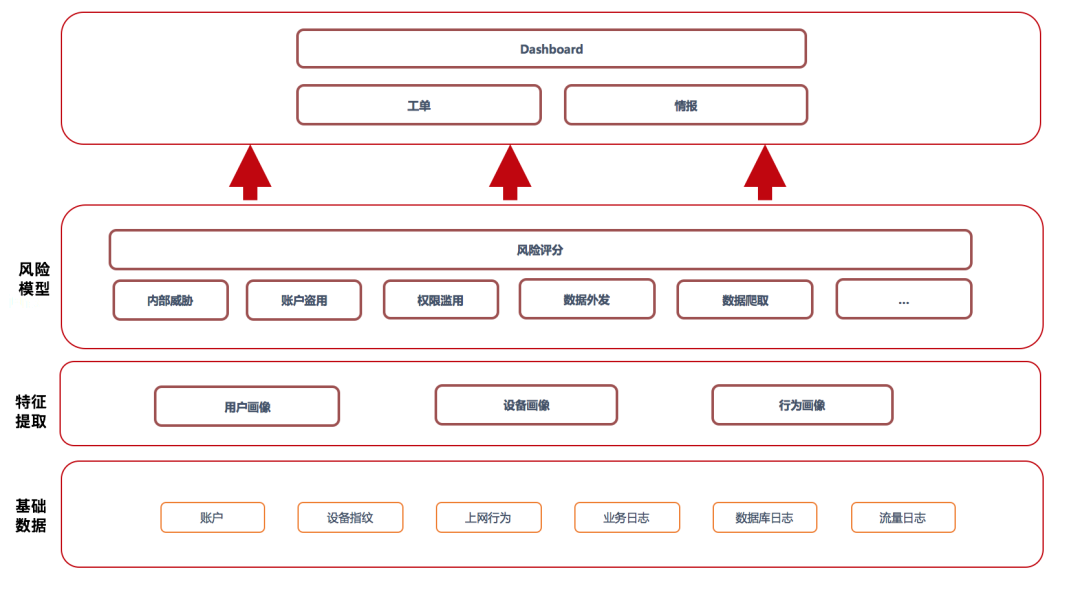 Dashboard
工单
情报
风险
模型
风险评分
内部威胁
账户盗用
权限滥用
数据外发
数据爬取
...
特征
提取
用户画像
设备画像
行为画像
基础
数据
账户
设备指纹
上网行为
业务日志
数据库日志
流量日志